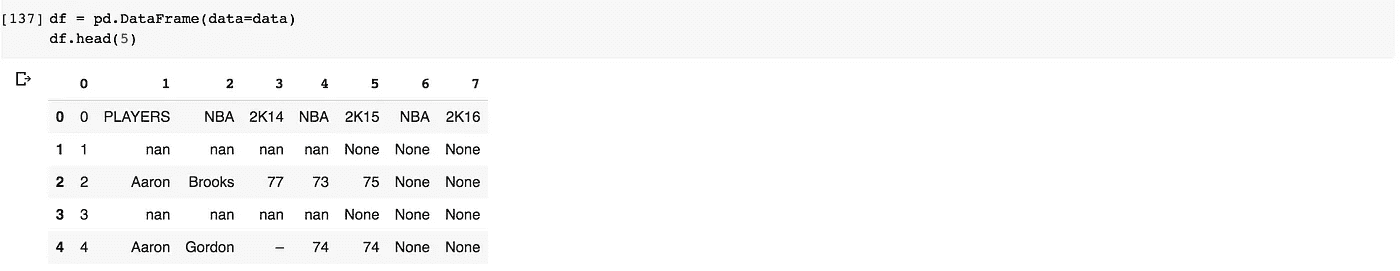 [137] df = pd.DataFrame(data=data)
df.head(5)
0 1 2 3 4 5 6 7
0 0 PLAYERS NBA 2K14 NBA 2K15 NBA 2K16
1 1 nan nan nan nan None None None
2 2 Aaron Brooks 77 73 75 None None
3 3 nan nan nan nan None None None
4 4 Aaron Gordon – 74 74 None None